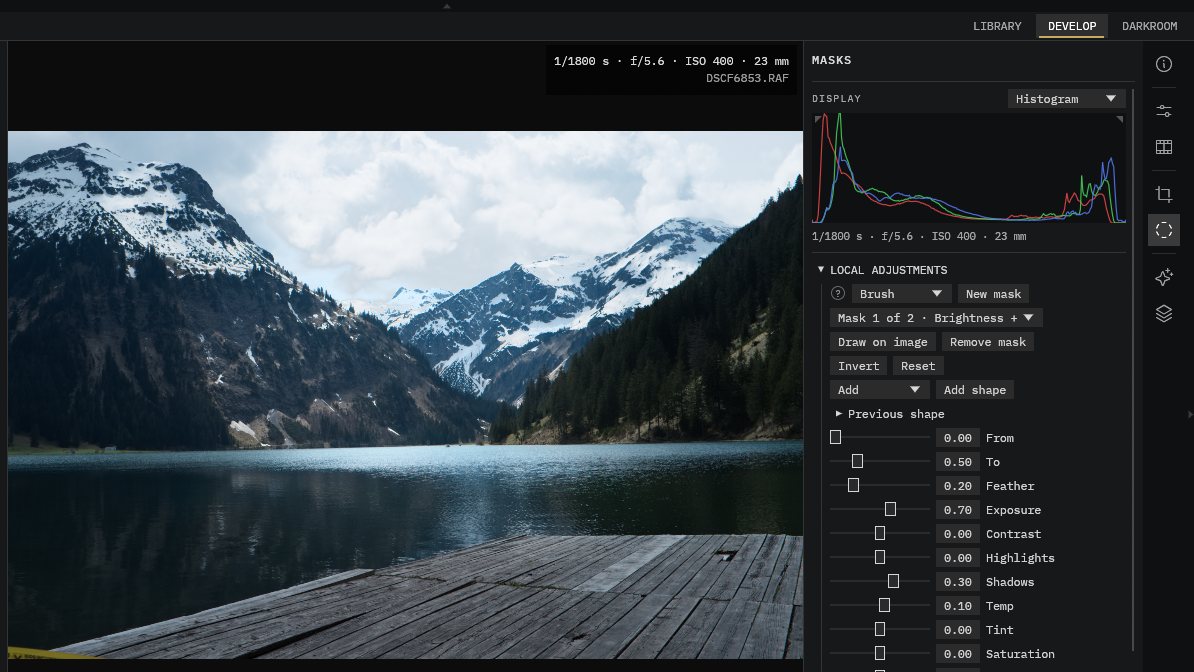 LIBRARY DEVELOP DARKROOM
1/1800 s · f/5.6 · ISO 400 · 23 mm
DSCF6853.RAF
MASKS
DISPLAY Histogram
1/1800 s · f/5.6 · ISO 400 · 23 mm
LOCAL ADJUSTMENTS
? Brush New mask
Mask 1 of 2 · Brightness +
Draw on image Remove mask
Invert Reset
Add Add shape
Previous shape
0.00 From
0.50 To
0.20 Feather
0.70 Exposure
0.00 Contrast
0.00 Highlights
0.30 Shadows
0.10 Temp
0.00 Tint
0.00 Saturation